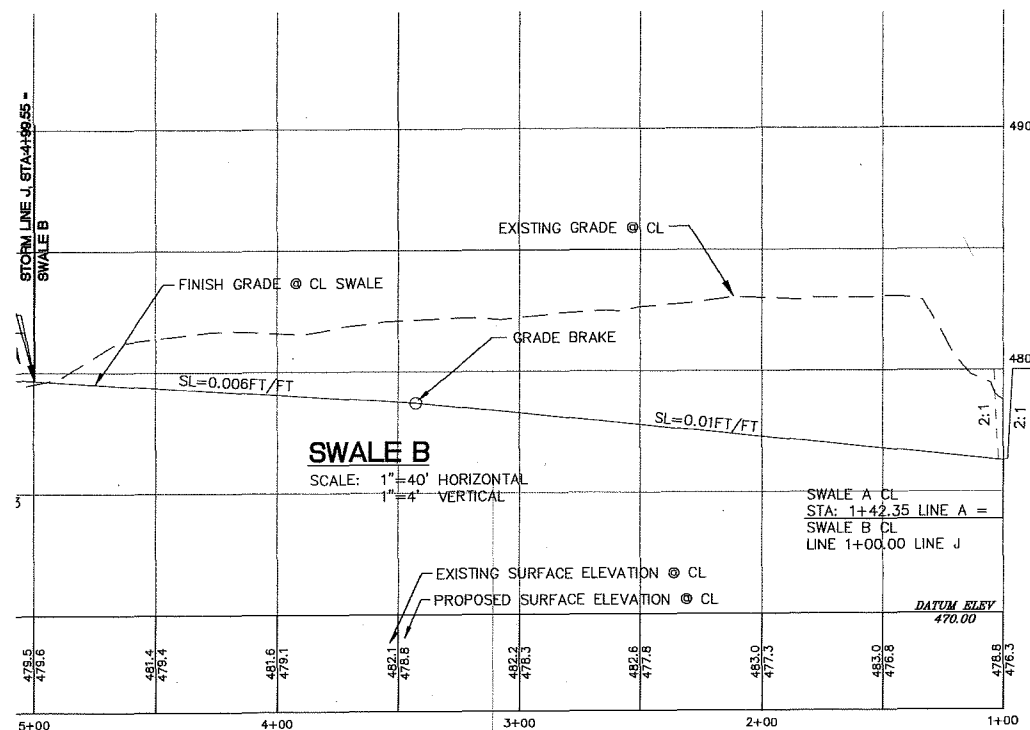 STORM LINE J, STA4+99.55 =
SWALE B
490
EXISTING GRADE @ CL
FINISH GRADE @ CL SWALE
GRADE BRAKE
480
SL=0.006FT/FT
SL=0.01FT/FT
2:1
2:1
SWALE B
SCALE: 1"=40' HORIZONTAL
1"=4' VERTICAL
3
SWALE A CL
STA: 1+42.35 LINE A =
SWALE B CL
LINE 1+00.00 LINE J
EXISTING SURFACE ELEVATION @ CL
PROPOSED SURFACE ELEVATION @ CL
DATUM ELEV
470.00
479.5
479.6
481.4
479.4
481.6
479.1
482.1
478.8
482.2
478.3
482.6
477.8
483.0
477.3
483.0
476.8
478.8
476.3
5+00
4+00
3+00
2+00
1+00